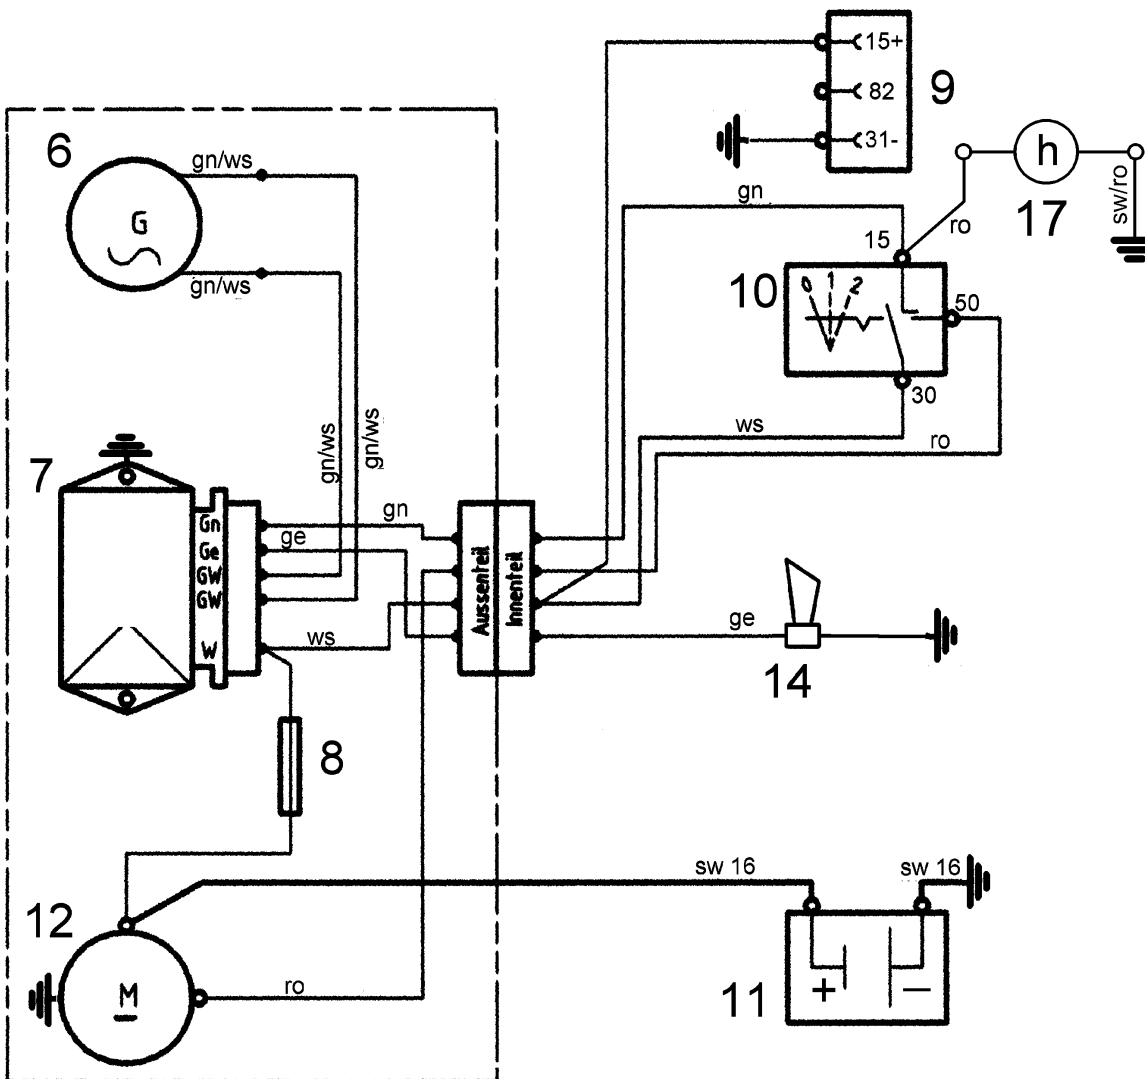 15+
82
9
31-
6
gn/ws
G
gn/ws
h
17
sw/ro
gn
ro
15
10
0 1 2
50
30
ws
ro
gn/ws
gn/ws
7
Gn
Ge
GW
GW
W
gn
ge
ws
Aussenteil
Innenteil
ge
14
8
12
M
ro
sw 16
sw 16
11
+
−